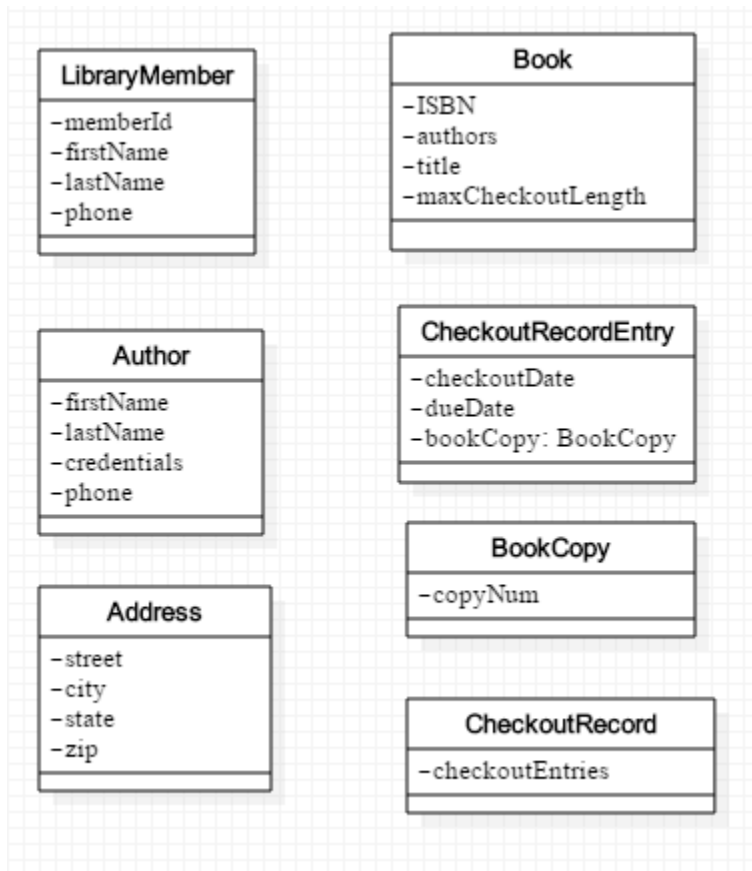 LibraryMember
-memberId
-firstName
-lastName
-phone
Book
-ISBN
-authors
-title
-maxCheckoutLength
Author
-firstName
-lastName
-credentials
-phone
CheckoutRecordEntry
-checkoutDate
-dueDate
-bookCopy: BookCopy
BookCopy
-copyNum
Address
-street
-city
-state
-zip
CheckoutRecord
-checkoutEntries